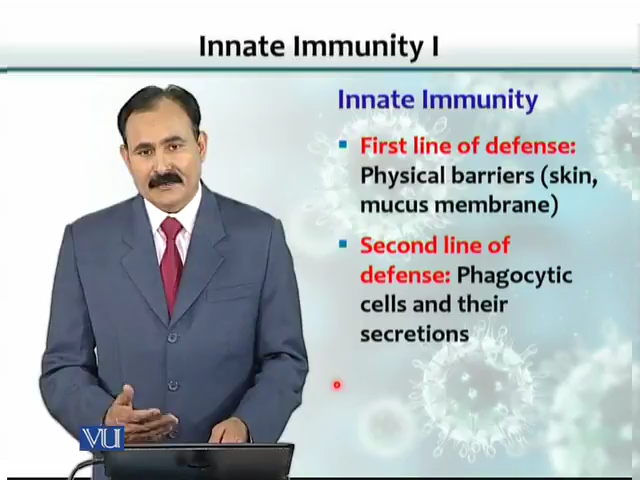 Innate Immunity I
Innate Immunity
First line of defense:
Physical barriers (skin,
mucus membrane)
Second line of
defense: Phagocytic
cells and their
secretions
VU